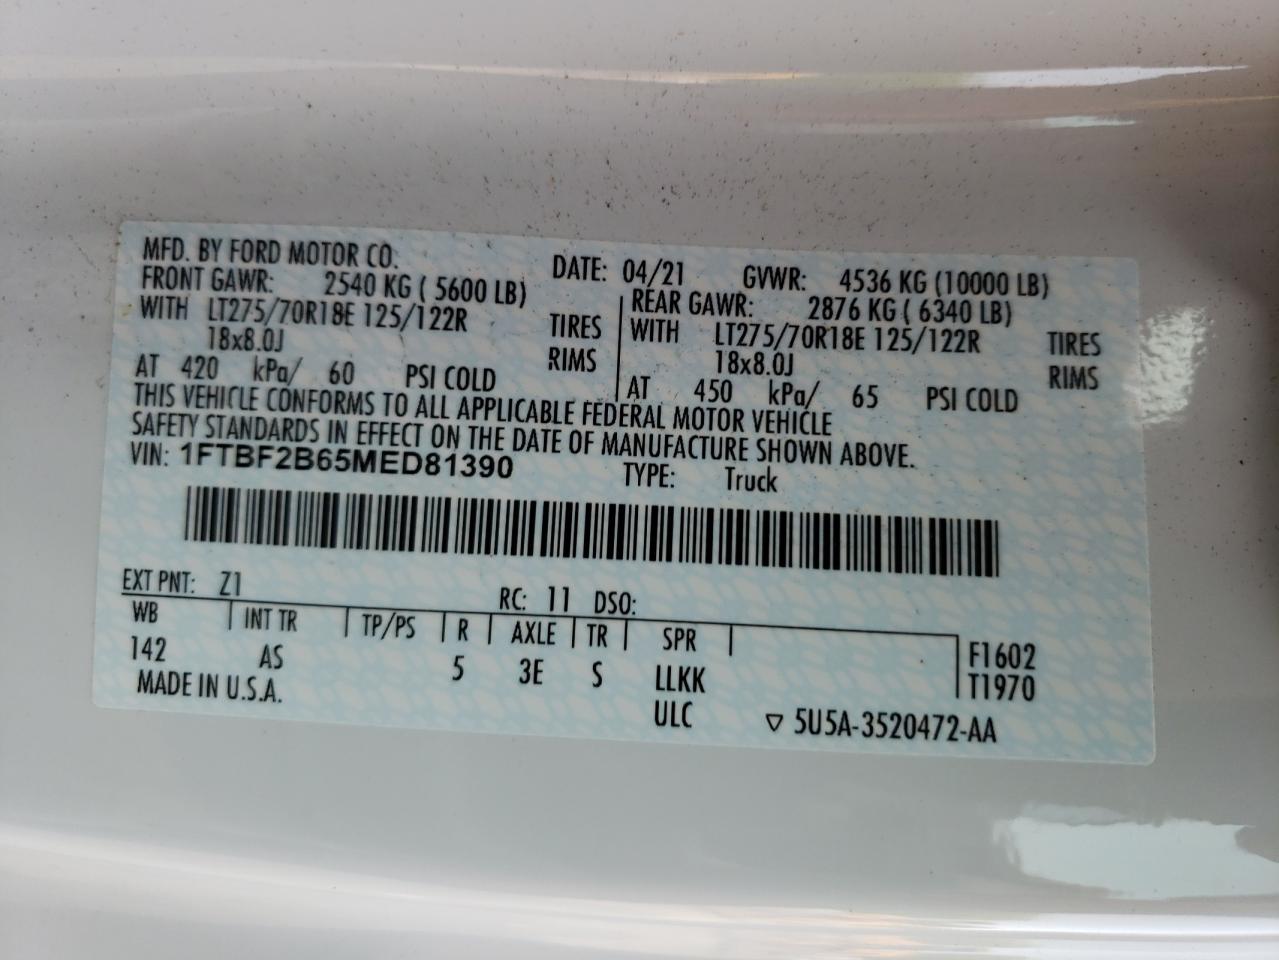 MFD. BY FORD MOTOR CO.
DATE: 04/21 GVWR: 4536 KG (10000 LB)
FRONT GAWR: 2540 KG ( 5600 LB)
WITH LT275/70R18E 125/122R TIRES
18x8.0J RIMS
AT 420 kPa/ 60 PSI COLD
REAR GAWR: 2876 KG ( 6340 LB)
WITH LT275/70R18E 125/122R TIRES
18x8.0J RIMS
AT 450 kPa/ 65 PSI COLD
THIS VEHICLE CONFORMS TO ALL APPLICABLE FEDERAL MOTOR VEHICLE
SAFETY STANDARDS IN EFFECT ON THE DATE OF MANUFACTURE SHOWN ABOVE.
VIN: 1FTBF2B65MED81390 TYPE: Truck
EXT PNT: Z1 RC: 11 DSO:
WB INT TR TP/PS R AXLE TR SPR F1602
142 AS 5 3E S LLKK T1970
MADE IN U.S.A. ULC ▽ 5U5A-3520472-AA